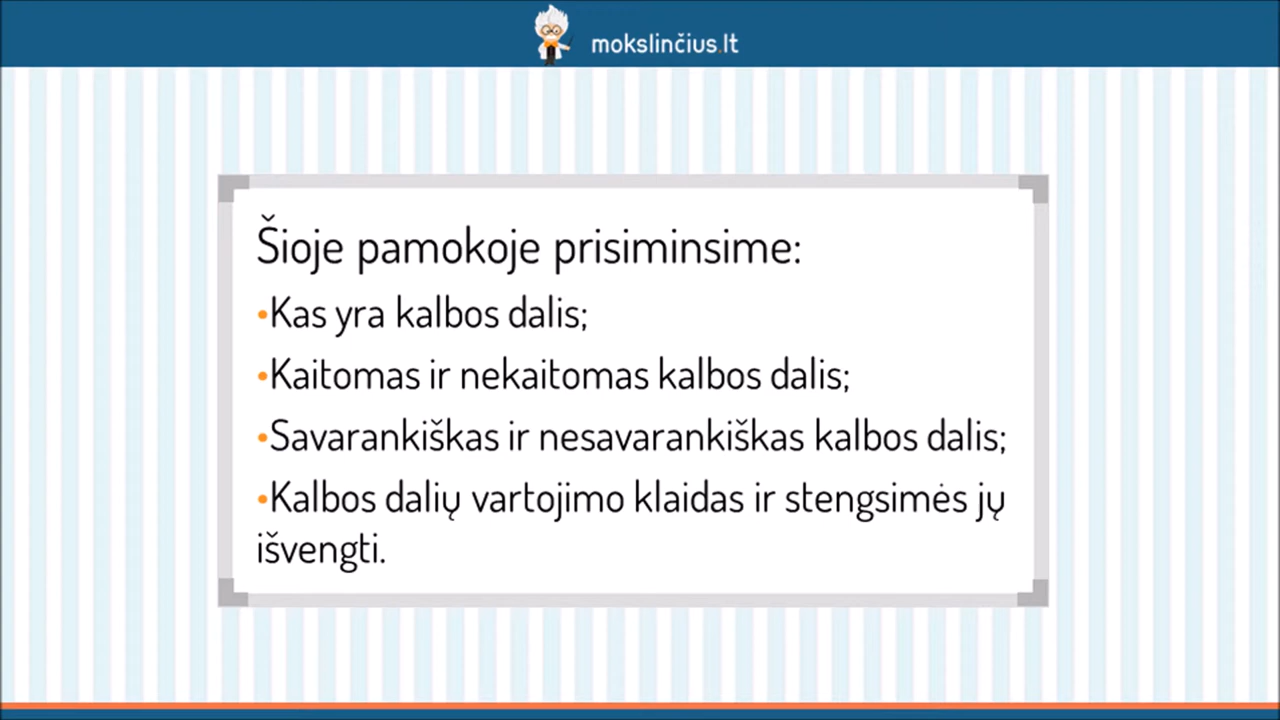 mokslinčius.lt
Šioje pamokoje prisiminsime:
•Kas yra kalbos dalis;
•Kaitomas ir nekaitomas kalbos dalis;
•Savarankiškas ir nesavarankiškas kalbos dalis;
•Kalbos dalių vartojimo klaidas ir stengsimės jų
išvengti.